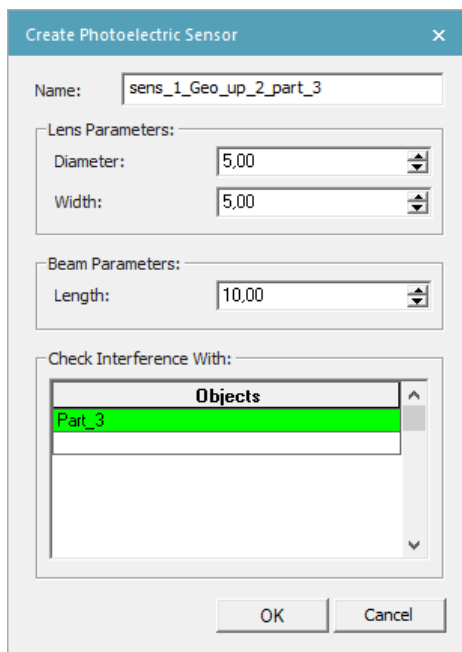 Create Photoelectric Sensor
Name: sens_1_Geo_up_2_part_3
Lens Parameters:
Diameter: 5,00
Width: 5,00
Beam Parameters:
Length: 10,00
Check Interference With:
Objects
Part_3
OK Cancel